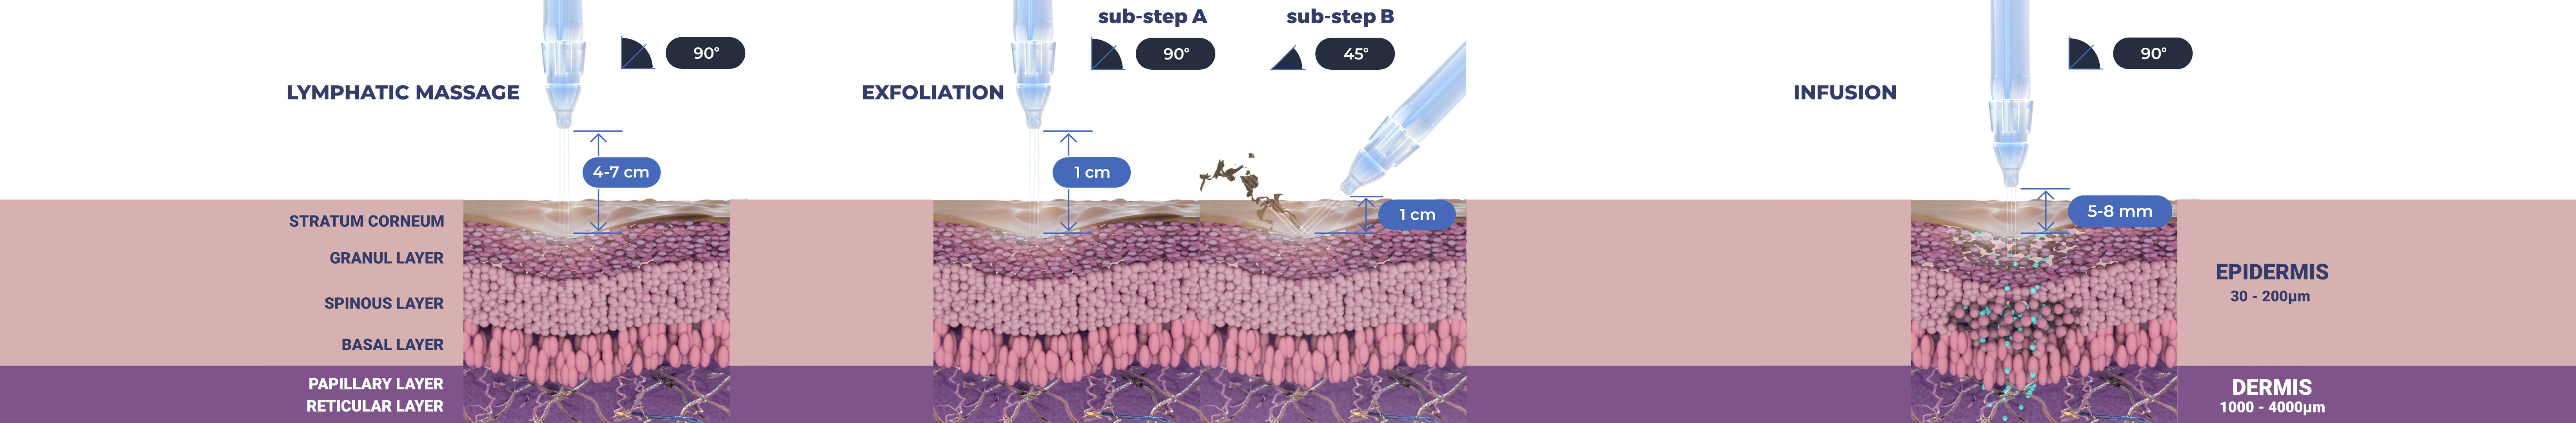 LYMPHATIC MASSAGE
90°
4-7 cm
EXFOLIATION
sub-step A
90°
1 cm
sub-step B
45°
1 cm
INFUSION
90°
5-8 mm
STRATUM CORNEUM
GRANUL LAYER
SPINOUS LAYER
BASAL LAYER
PAPILLARY LAYER
RETICULAR LAYER
EPIDERMIS
30 - 200µm
DERMIS
1000 - 4000µm